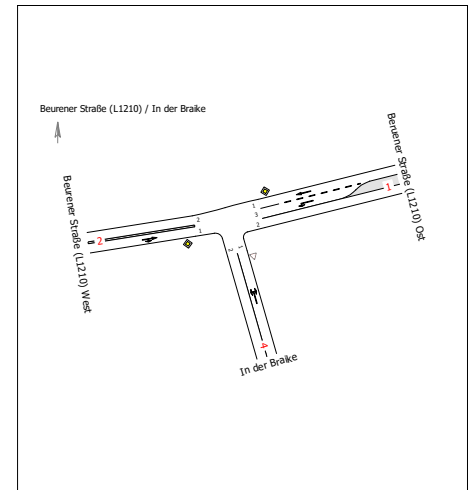 Beurener Straße (L1210) / In der Braike
Beruener Straße (L1210) Ost
1
1
3
2
2
1
2
Beurener Straße (L1210) West
2
1
4
In der Braike